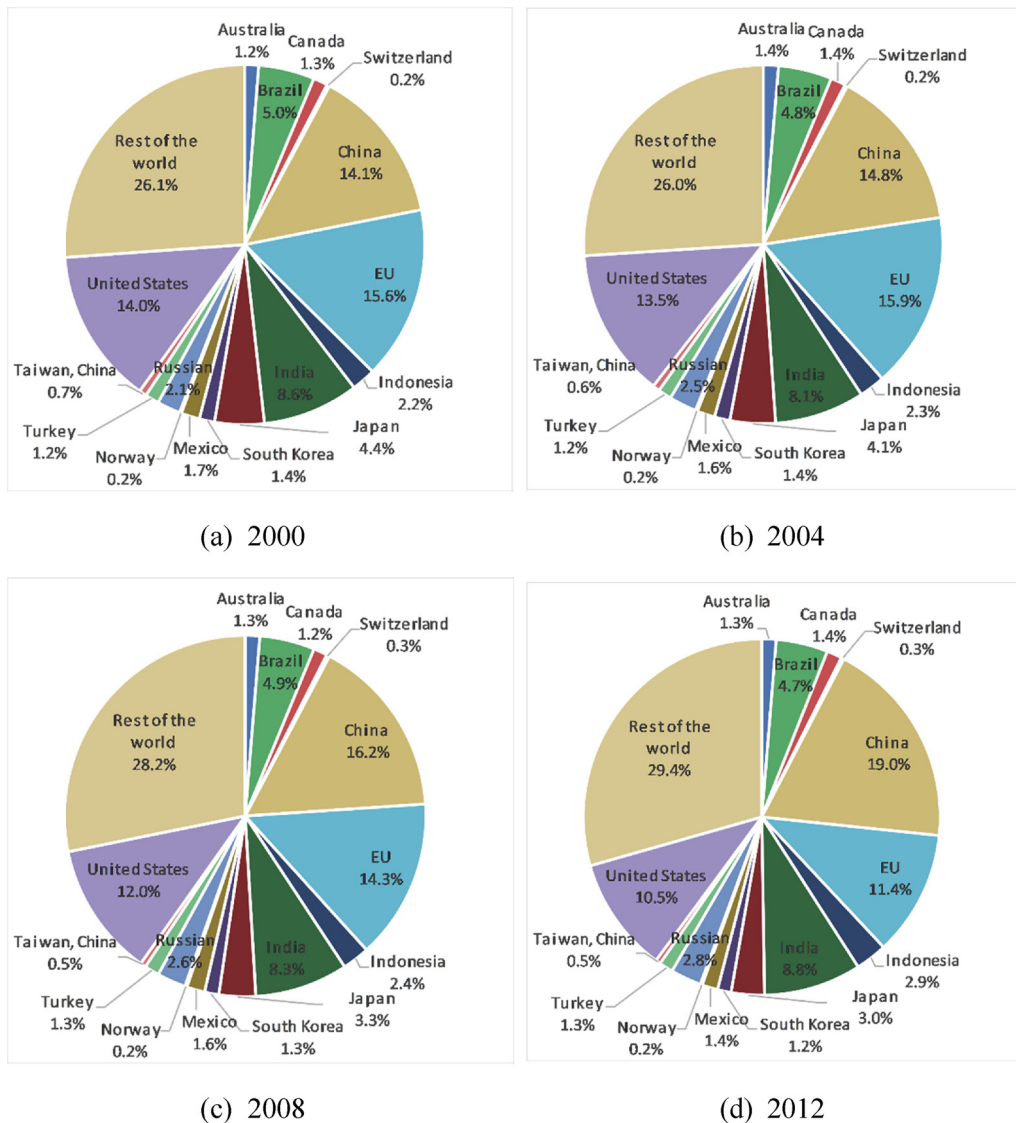 Australia
1.2%
Canada
1.3%
Switzerland
0.2%
Brazil
5.0%
China
14.1%
EU
15.6%
Indonesia
2.2%
India
8.6%
Japan
4.4%
South Korea
1.4%
Mexico
1.7%
Norway
0.2%
Russian
2.1%
Turkey
1.2%
Taiwan, China
0.7%
United States
14.0%
Rest of the
world
26.1%
(a) 2000
Australia
1.4%
Canada
1.4%
Switzerland
0.2%
Brazil
4.8%
China
14.8%
EU
15.9%
Indonesia
2.3%
India
8.1%
Japan
4.1%
South Korea
1.4%
Mexico
1.6%
Norway
0.2%
Russian
2.5%
Turkey
1.2%
Taiwan, China
0.6%
United States
13.5%
Rest of the
world
26.0%
(b) 2004
Australia
1.3%
Canada
1.2%
Switzerland
0.3%
Brazil
4.9%
China
16.2%
EU
14.3%
Indonesia
2.4%
India
8.3%
Japan
3.3%
South Korea
1.3%
Mexico
1.6%
Norway
0.2%
Russian
2.6%
Turkey
1.3%
Taiwan, China
0.5%
United States
12.0%
Rest of the
world
28.2%
(c) 2008
Australia
1.3%
Canada
1.4%
Switzerland
0.3%
Brazil
4.7%
China
19.0%
EU
11.4%
Indonesia
2.9%
India
8.8%
Japan
3.0%
South Korea
1.2%
Mexico
1.4%
Norway
0.2%
Russian
2.8%
Turkey
1.3%
Taiwan, China
0.5%
United States
10.5%
Rest of the
world
29.4%
(d) 2012